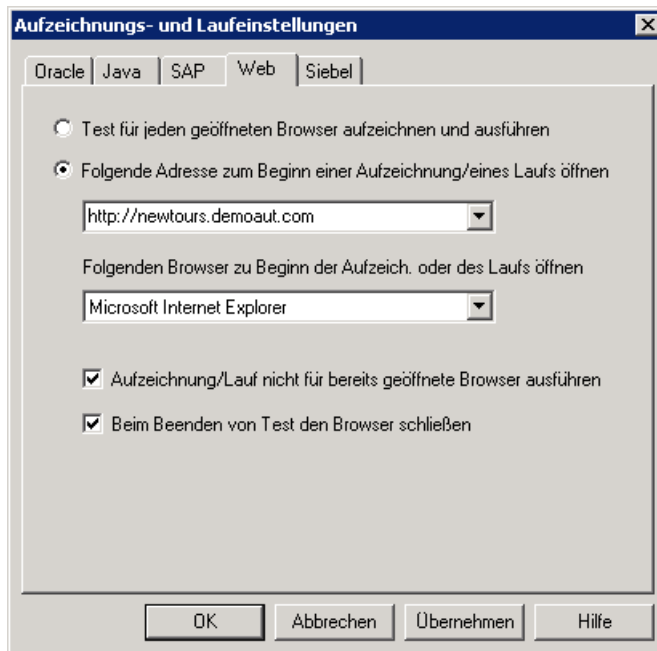 Aufzeichnungs- und Laufeinstellungen
Oracle Java SAP Web Siebel
Test für jeden geöffneten Browser aufzeichnen und ausführen
Folgende Adresse zum Beginn einer Aufzeichnung/eines Laufs öffnen
http://newtours.demoaut.com
Folgenden Browser zu Beginn der Aufzeich. oder des Laufs öffnen
Microsoft Internet Explorer
Aufzeichnung/Lauf nicht für bereits geöffnete Browser ausführen
Beim Beenden von Test den Browser schließen
OK Abbrechen Übernehmen Hilfe